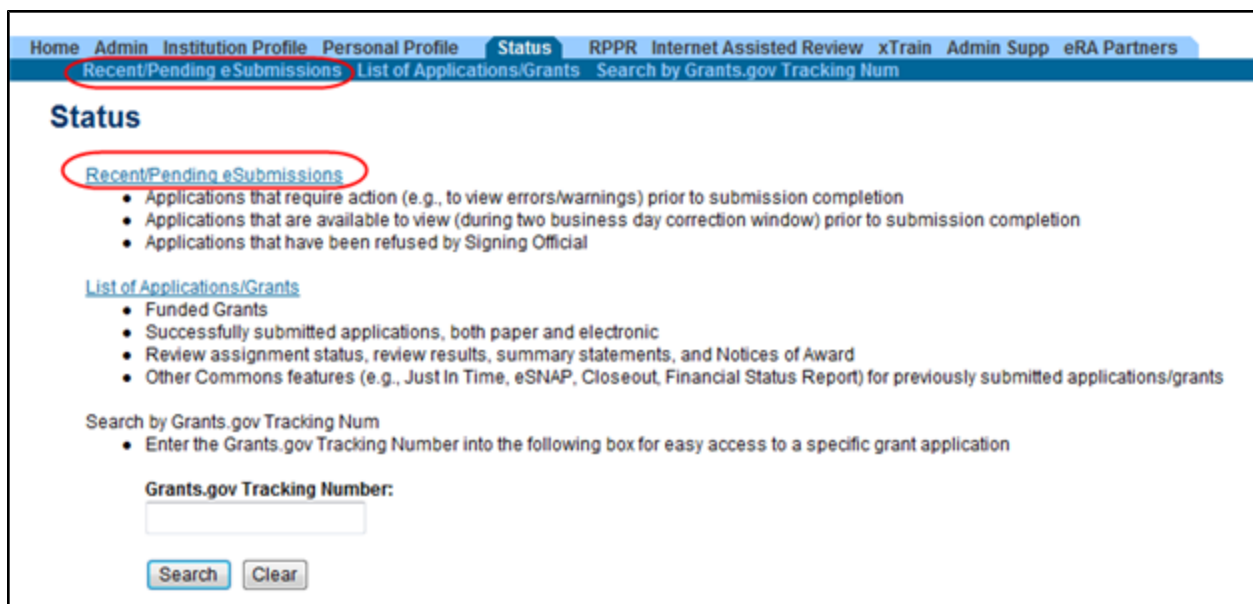 Home Admin Institution Profile Personal Profile Status RPPR Internet Assisted Review xTrain Admin Supp eRA Partners
Recent/Pending eSubmissions List of Applications/Grants Search by Grants.gov Tracking Num
Status
Recent/Pending eSubmissions
• Applications that require action (e.g., to view errors/warnings) prior to submission completion
• Applications that are available to view (during two business day correction window) prior to submission completion
• Applications that have been refused by Signing Official
List of Applications/Grants
• Funded Grants
• Successfully submitted applications, both paper and electronic
• Review assignment status, review results, summary statements, and Notices of Award
• Other Commons features (e.g., Just In Time, eSNAP, Closeout, Financial Status Report) for previously submitted applications/grants
Search by Grants.gov Tracking Num
• Enter the Grants.gov Tracking Number into the following box for easy access to a specific grant application
Grants.gov Tracking Number:
Search Clear